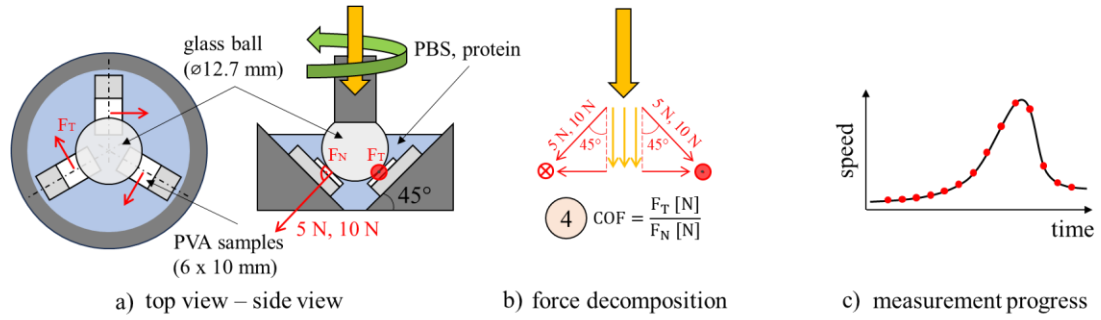 glass ball
(⌀12.7 mm)
F_T
PVA samples
(6 x 10 mm)
PBS, protein
F_N
F_T
45°
5 N, 10 N
a) top view – side view
5 N, 10 N
5 N, 10 N
45°
45°
4
COF = F_T [N] / F_N [N]
b) force decomposition
speed
time
c) measurement progress